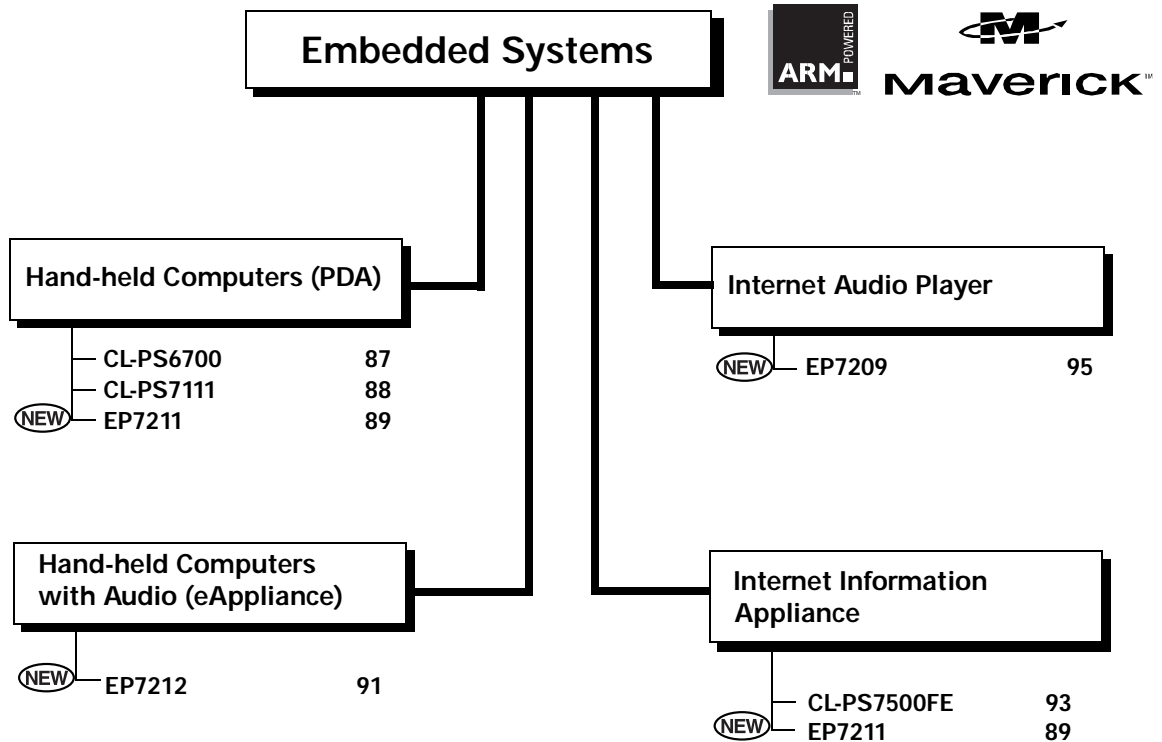 Embedded Systems
ARM POWERED
TM
M
Maverick™
Hand-held Computers (PDA)
CL-PS6700 87
CL-PS7111 88
NEW EP7211 89
Internet Audio Player
NEW EP7209 95
Hand-held Computers
with Audio (eAppliance)
NEW EP7212 91
Internet Information
Appliance
CL-PS7500FE 93
NEW EP7211 89